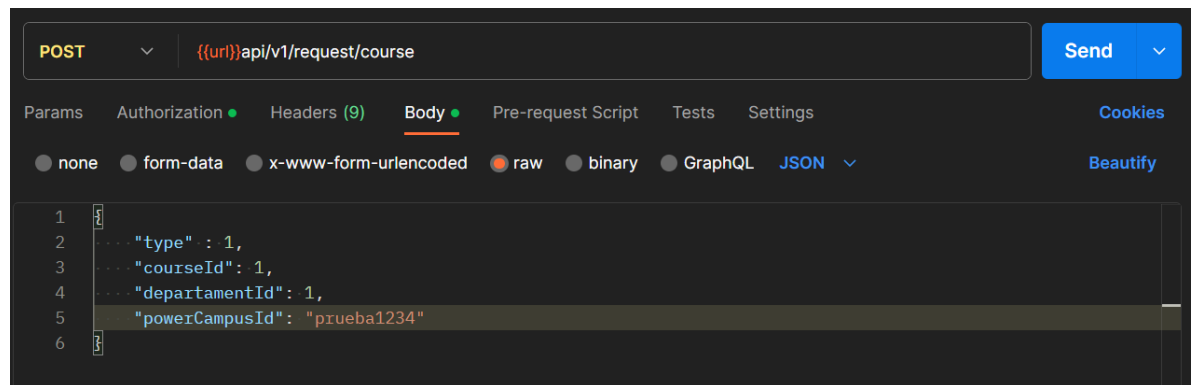 POST {{url}}api/v1/request/course Send
Params Authorization Headers (9) Body Pre-request Script Tests Settings Cookies
none form-data x-www-form-urlencoded raw binary GraphQL JSON Beautify
1 {
2 "type" : 1,
3 "courseId": 1,
4 "departamentId": 1,
5 "powerCampusId": "prueba1234"
6 }